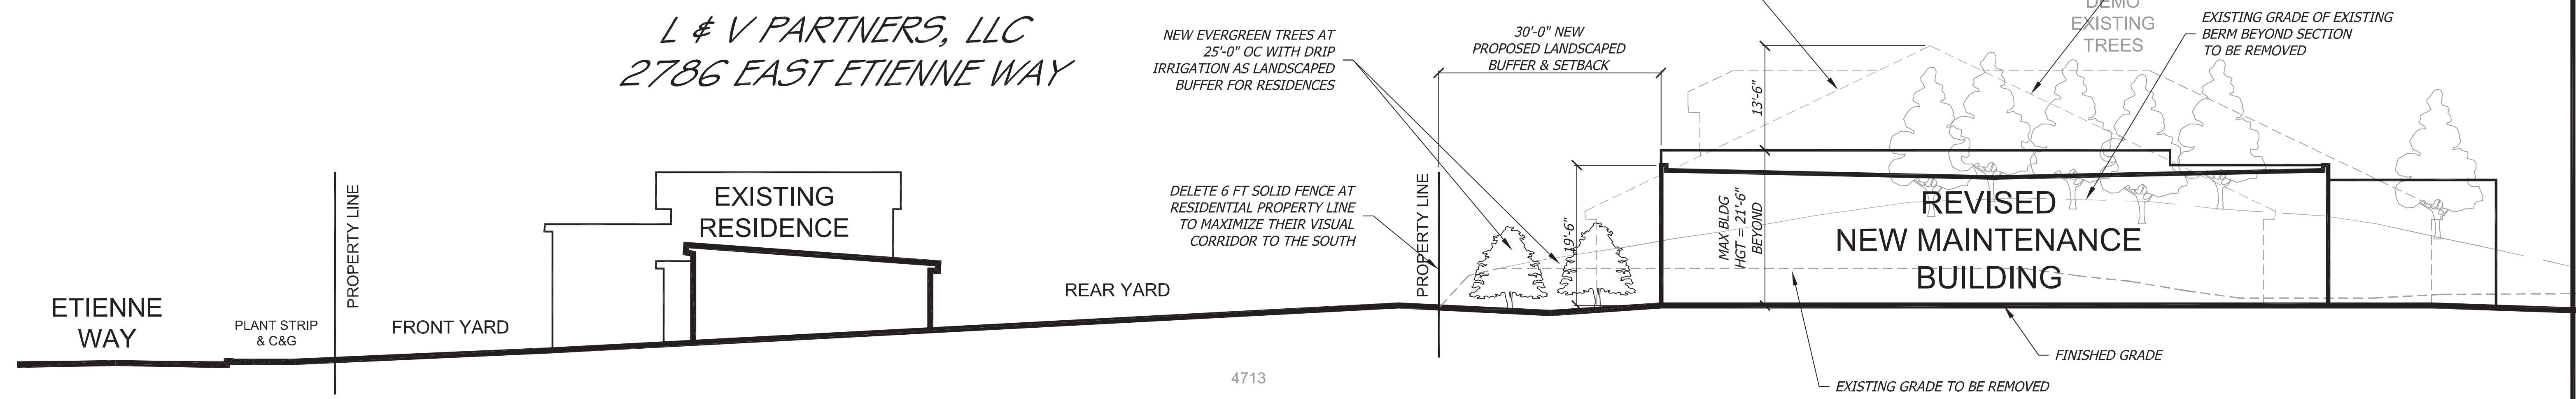 L & V PARTNERS, LLC
2786 EAST ETIENNE WAY
NEW EVERGREEN TREES AT
25'-0" OC WITH DRIP
IRRIGATION AS LANDSCAPED
BUFFER FOR RESIDENCES
30'-0" NEW
PROPOSED LANDSCAPED
BUFFER & SETBACK
DEMO
EXISTING
TREES
EXISTING GRADE OF EXISTING
BERM BEYOND SECTION
TO BE REMOVED
13'-6"
DELETE 6 FT SOLID FENCE AT
RESIDENTIAL PROPERTY LINE
TO MAXIMIZE THEIR VISUAL
CORRIDOR TO THE SOUTH
PROPERTY LINE
EXISTING
RESIDENCE
PROPERTY LINE
19'-6"
MAX BLDG
HGT = 21'-6"
BEYOND
REVISED
NEW MAINTENANCE
BUILDING
ETIENNE
WAY
PLANT STRIP
& C&G
FRONT YARD
REAR YARD
FINISHED GRADE
EXISTING GRADE TO BE REMOVED
4713